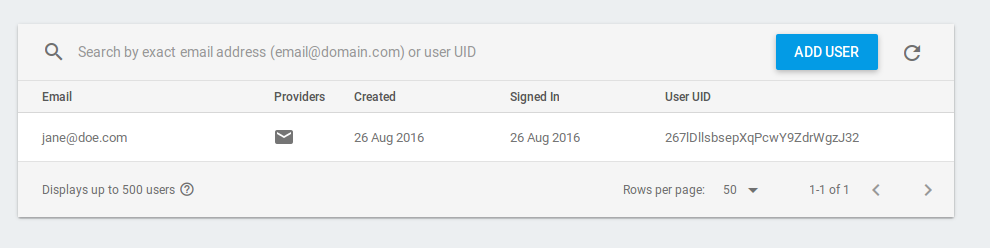 Search by exact email address (email@domain.com) or user UID ADD USER
Email Providers Created Signed In User UID
jane@doe.com 26 Aug 2016 26 Aug 2016 267lDllsbsepXqPcwY9ZdrWgzJ32
Displays up to 500 users Rows per page: 50 1-1 of 1